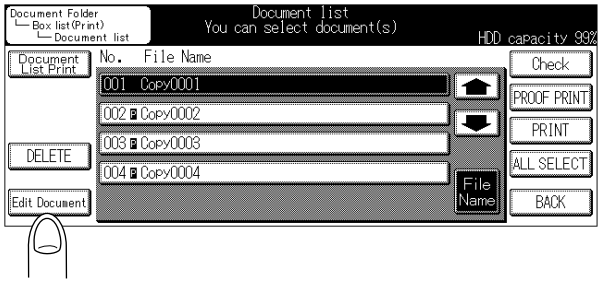 Document Folder
Box list(Print)
Document list
Document list
You can select document(s)
HDD capacity 99%
Document
List Print
No. File Name
Check
001 Copy0001
PROOF PRINT
002 P Copy0002
PRINT
003 P Copy0003
DELETE
ALL SELECT
004 P Copy0004
File
Name
Edit Document
BACK